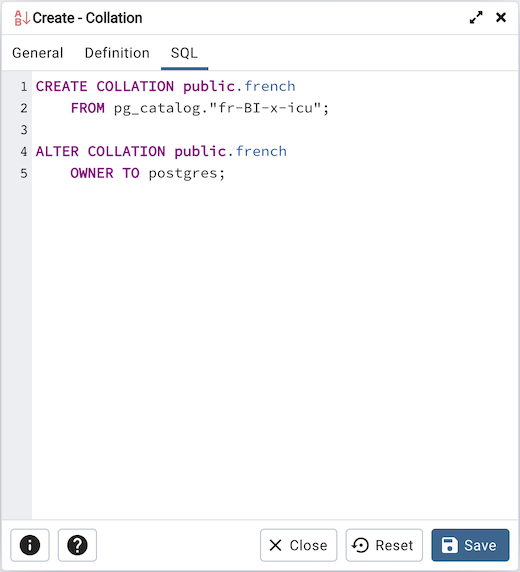 Create - Collation
General Definition SQL
1 CREATE COLLATION public.french
2 FROM pg_catalog."fr-BI-x-icu";
3
4 ALTER COLLATION public.french
5 OWNER TO postgres;
Close Reset Save